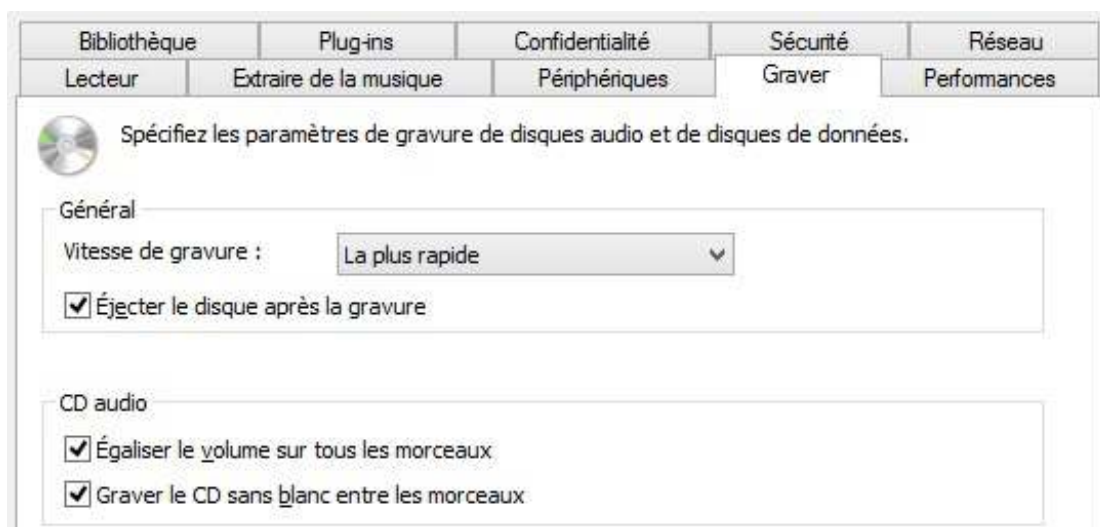 Bibliothèque Plug-ins Confidentialité Sécurité Réseau
Lecteur Extraire de la musique Périphériques Graver Performances
Spécifiez les paramètres de gravure de disques audio et de disques de données.
Général
Vitesse de gravure : La plus rapide
Éjecter le disque après la gravure
CD audio
Égaliser le volume sur tous les morceaux
Graver le CD sans blanc entre les morceaux